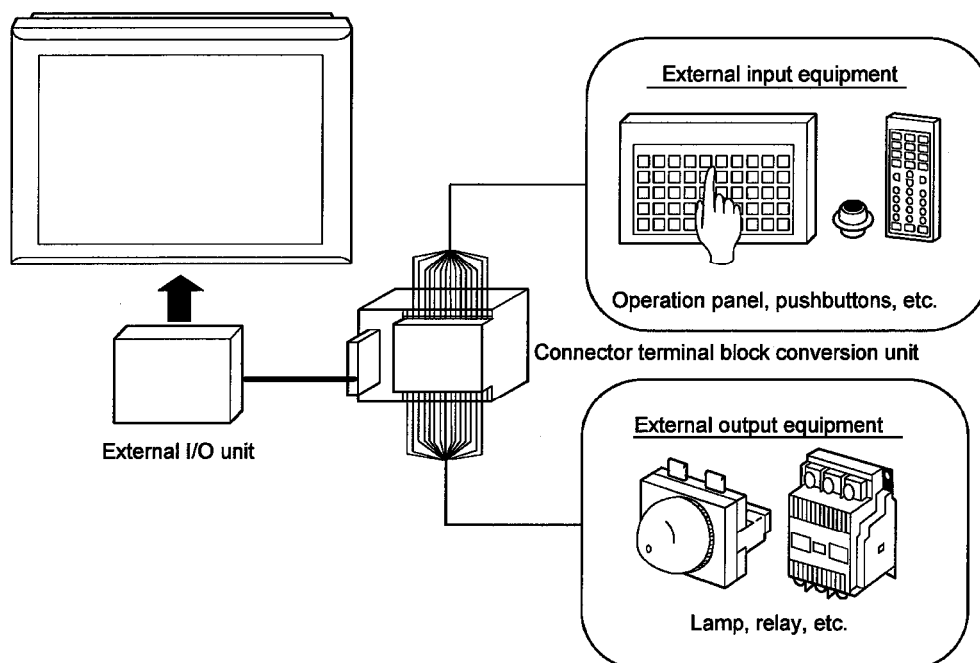 External input equipment
Operation panel, pushbuttons, etc.
Connector terminal block conversion unit
External I/O unit
External output equipment
Lamp, relay, etc.